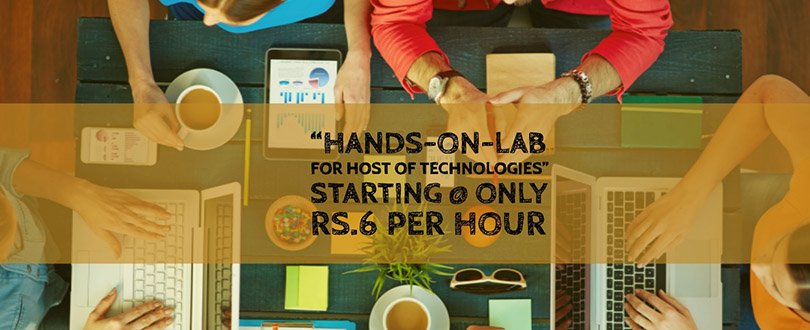 “HANDS-ON-LAB
FOR HOST OF TECHNOLOGIES”
STARTING @ ONLY
RS.6 PER HOUR